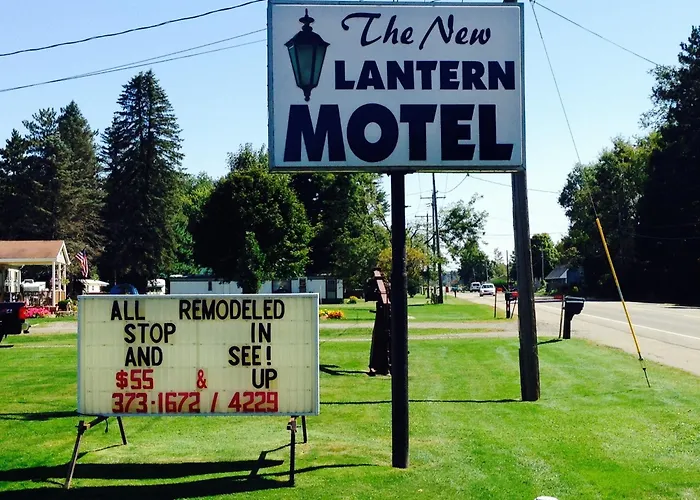 The New
LANTERN
MOTEL
ALL REMODELED
STOP IN
AND SEE!
$55 & UP
373-1672 / 4229